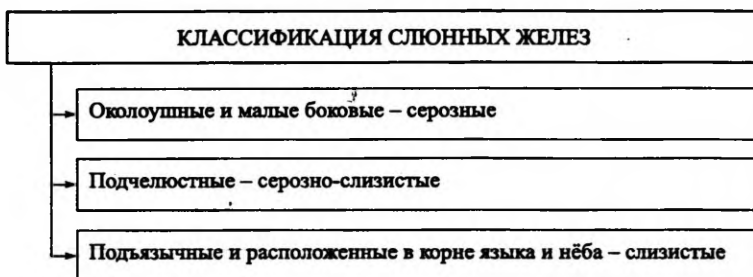 КЛАССИФИКАЦИЯ СЛЮННЫХ ЖЕЛЕЗ
Околоушные и малые боковые – серозные
Подчелюстные – серозно-слизистые
Подъязычные и расположенные в корне языка и нёба – слизистые